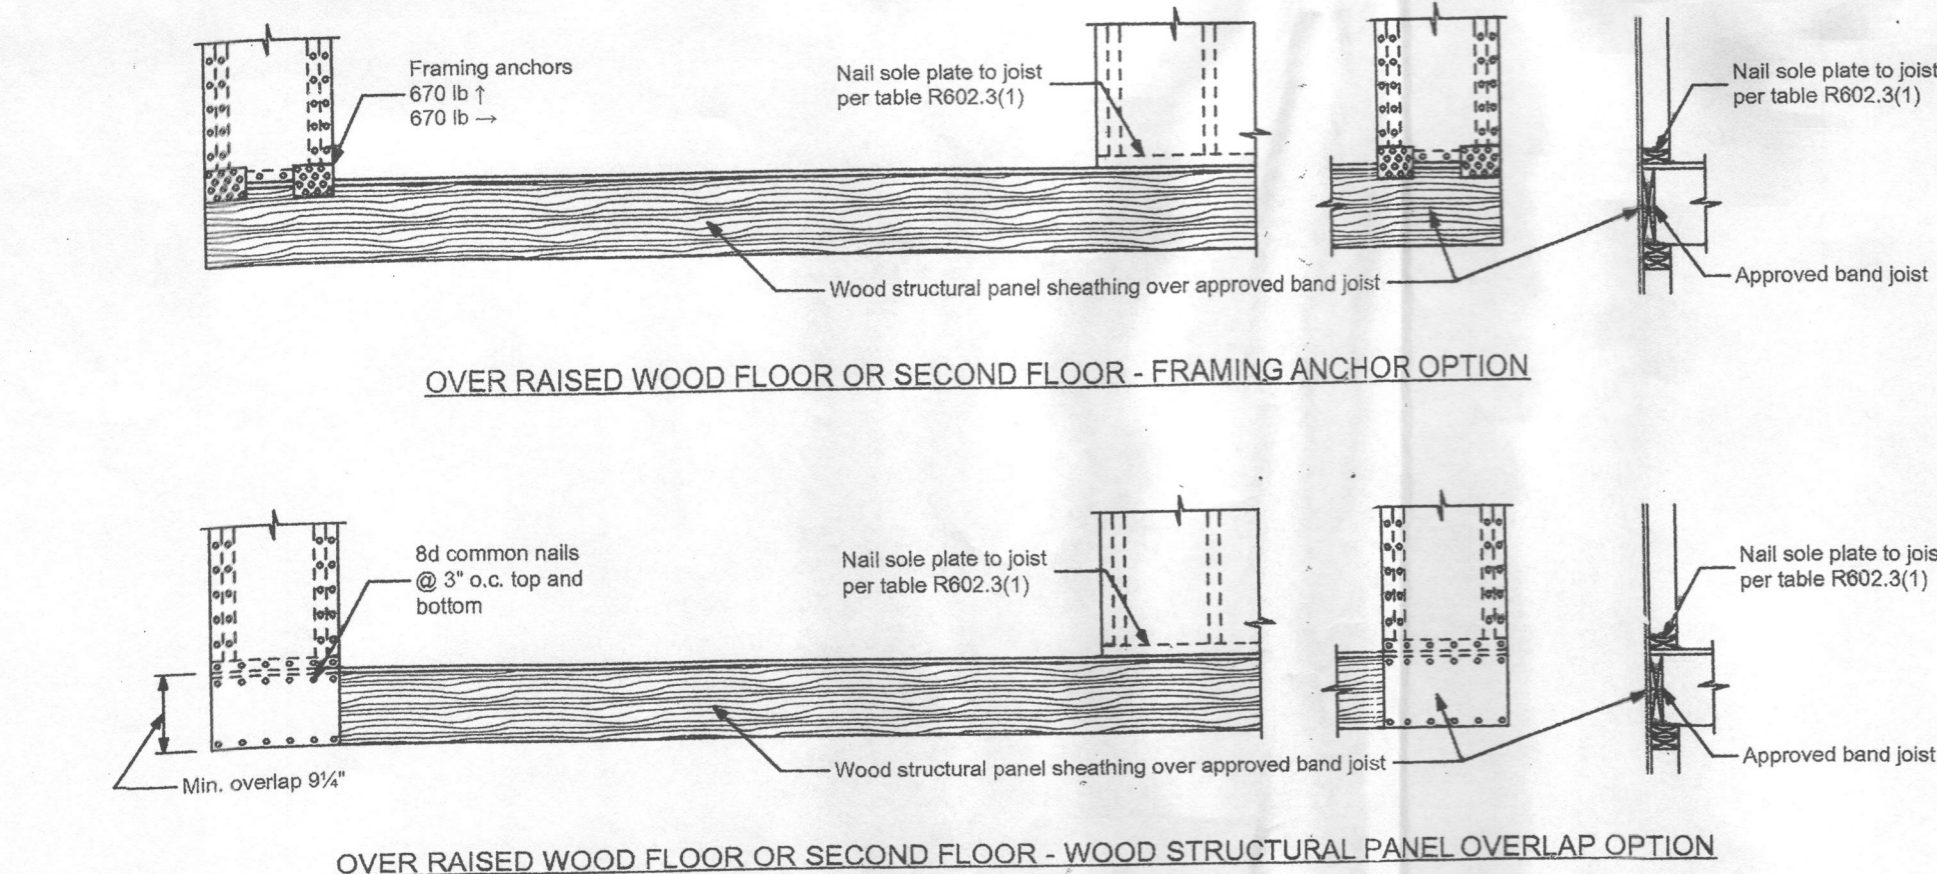 Framing anchors
670 lb ↑
670 lb →
Nail sole plate to joist
per table R602.3(1)
Nail sole plate to joist
per table R602.3(1)
Wood structural panel sheathing over approved band joist
Approved band joist
OVER RAISED WOOD FLOOR OR SECOND FLOOR - FRAMING ANCHOR OPTION
8d common nails
@ 3" o.c. top and
bottom
Nail sole plate to joist
per table R602.3(1)
Nail sole plate to jois
per table R602.3(1)
Min. overlap 9¼"
Wood structural panel sheathing over approved band joist
Approved band joist
OVER RAISED WOOD FLOOR OR SECOND FLOOR - WOOD STRUCTURAL PANEL OVERLAP OPTION